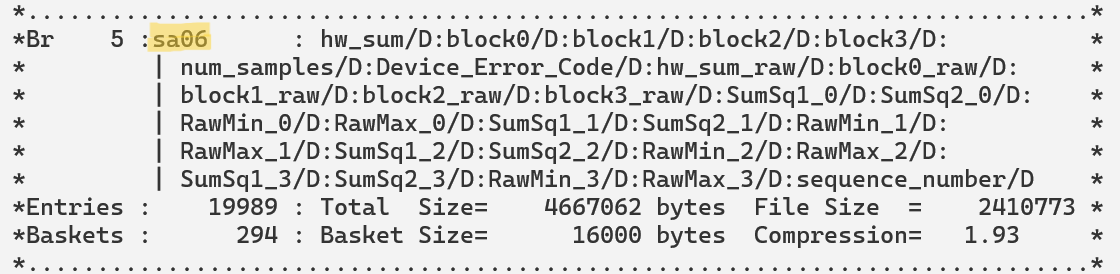 *............................................................................*
*Br    5 :sa06      : hw_sum/D:block0/D:block1/D:block2/D:block3/D:          *
*         | num_samples/D:Device_Error_Code/D:hw_sum_raw/D:block0_raw/D:     *
*         | block1_raw/D:block2_raw/D:block3_raw/D:SumSq1_0/D:SumSq2_0/D:    *
*         | RawMin_0/D:RawMax_0/D:SumSq1_1/D:SumSq2_1/D:RawMin_1/D:          *
*         | RawMax_1/D:SumSq1_2/D:SumSq2_2/D:RawMin_2/D:RawMax_2/D:          *
*         | SumSq1_3/D:SumSq2_3/D:RawMin_3/D:RawMax_3/D:sequence_number/D    *
*Entries :    19989 : Total  Size=    4667062 bytes  File Size  =    2410773 *
*Baskets :      294 : Basket Size=      16000 bytes  Compression=   1.93     *
*............................................................................*